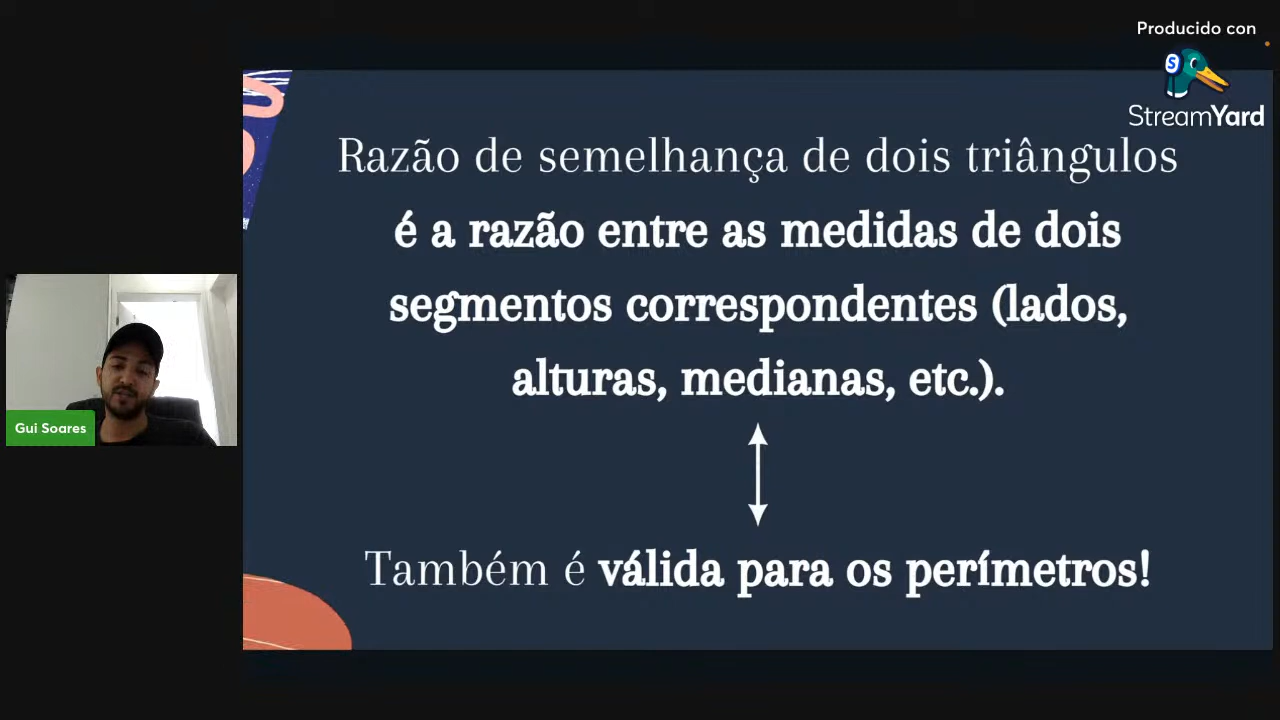 Producido con
S
StreamYard
Razão de semelhança de dois triângulos
é a razão entre as medidas de dois
segmentos correspondentes (lados,
alturas, medianas, etc.).
Também é válida para os perímetros!
Gui Soares